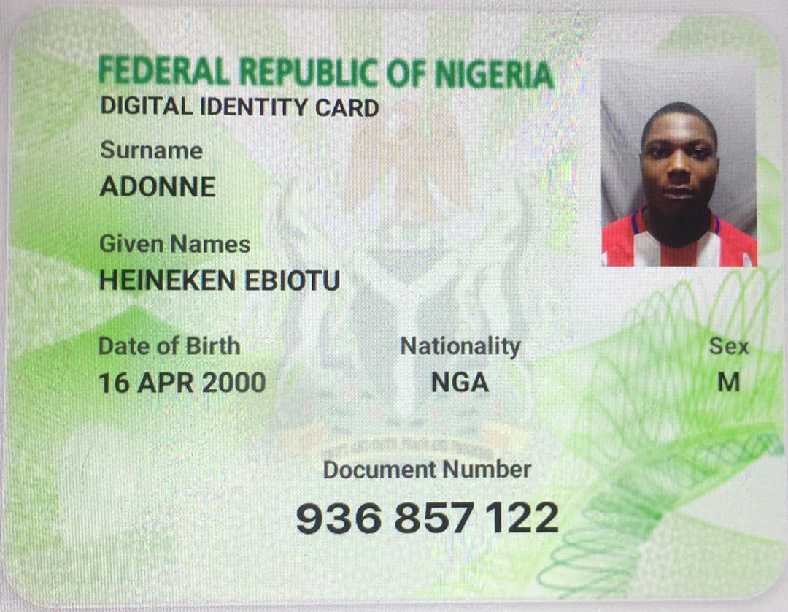 FEDERAL REPUBLIC OF NIGERIA
DIGITAL IDENTITY CARD
Surname
ADONNE
Given Names
HEINEKEN EBIOTU
Date of Birth Nationality Sex
16 APR 2000 NGA M
Document Number
936 857 122